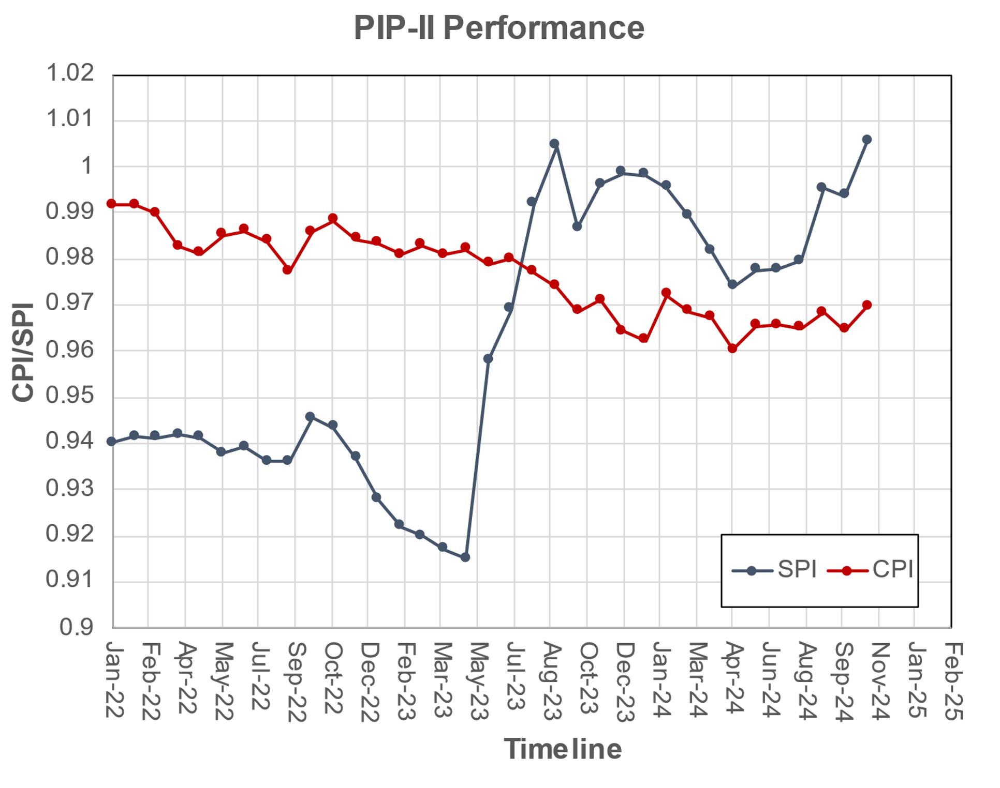 PIP-II Performance
1.02
1.01
1
0.99
0.98
0.97
0.96
0.95
0.94
0.93
0.92
0.91
0.9
CPI/SPI
SPI CPI
Jan-22 Feb-22 Apr-22 May-22 Jul-22 Sep-22 Oct-22 Dec-22 Feb-23 Mar-23 May-23 Jul-23 Aug-23 Oct-23 Dec-23 Jan-24 Mar-24 Apr-24 Jun-24 Aug-24 Sep-24 Nov-24 Jan-25 Feb-25
Timeline